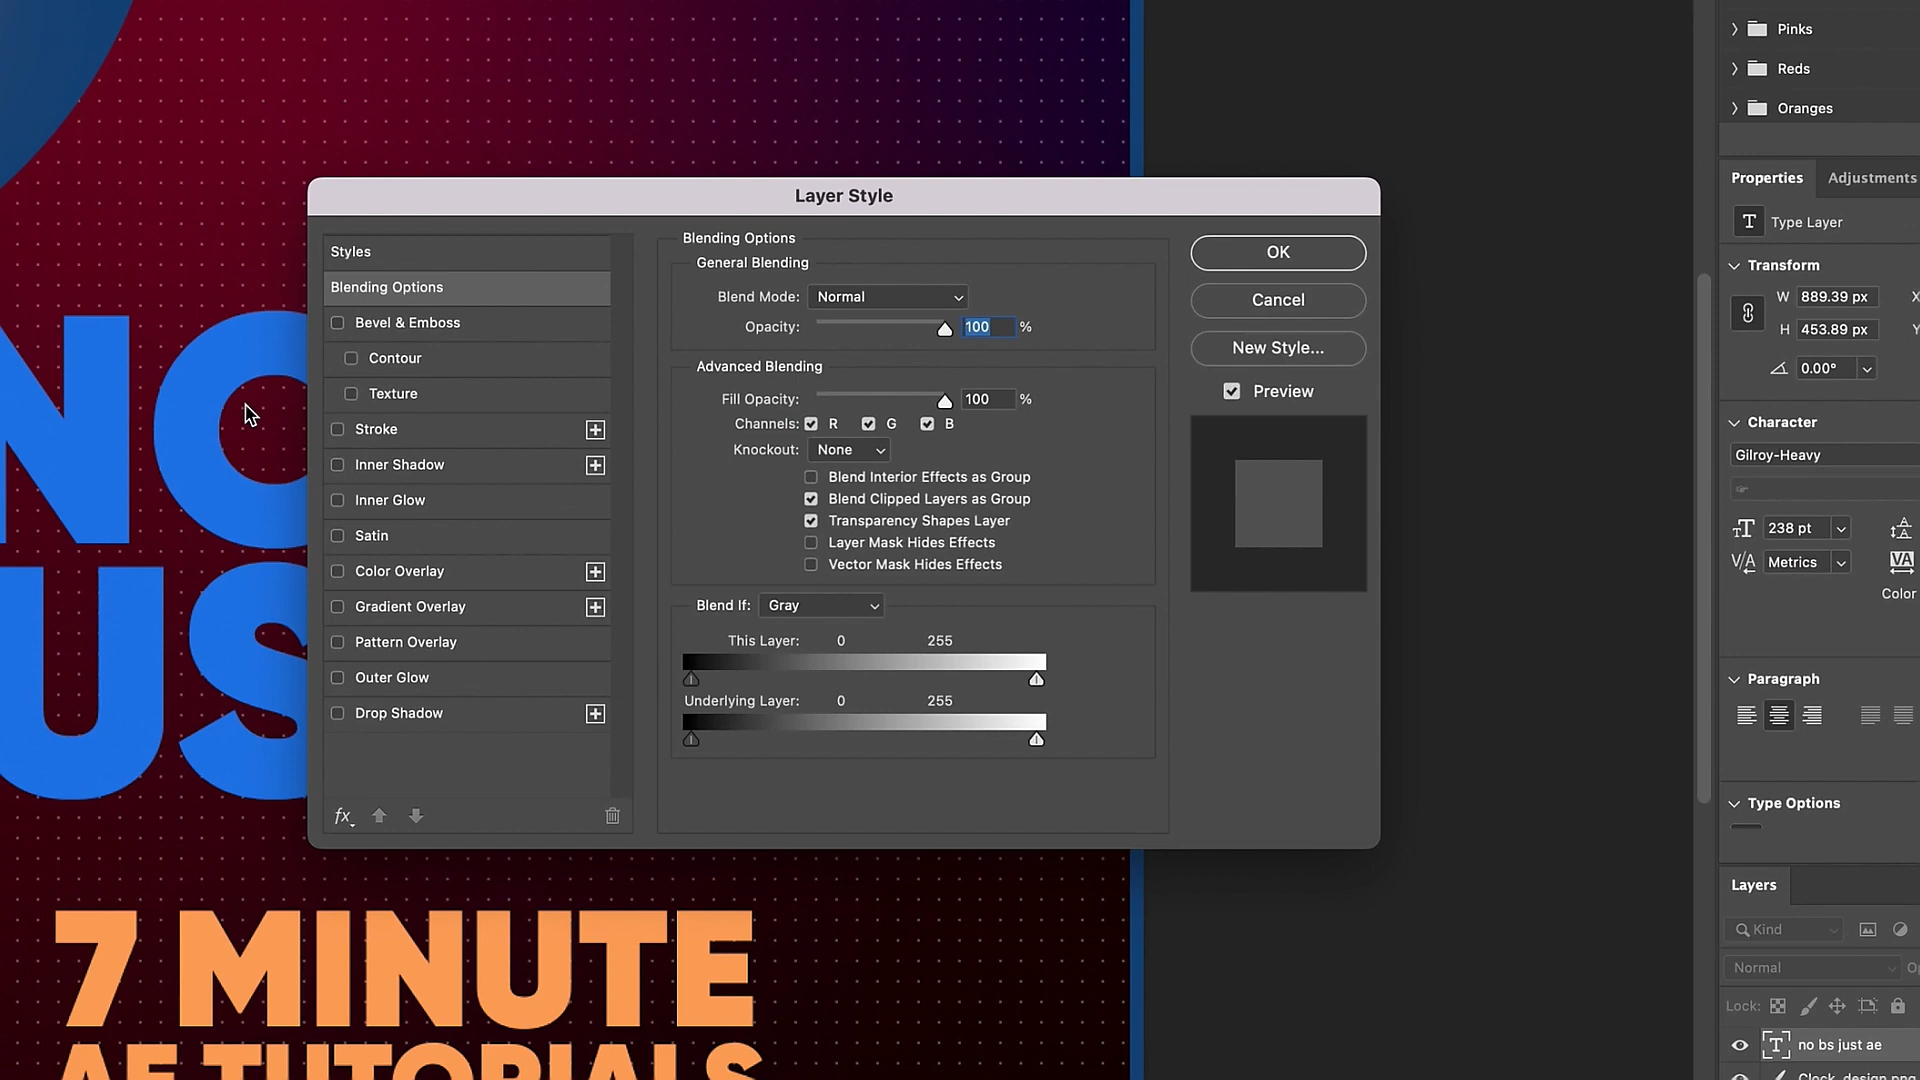 Pinks
Reds
Oranges
Properties
Adjustments
Type Layer
Transform
W 889.39 px X
H 453.89 px Y
0.00°
Character
Gilroy-Heavy
238 pt
Metrics
Color
Paragraph
Type Options
Layers
Kind
Normal
Lock:
no bs just ae
Clock design.png
Layer Style
Styles
Blending Options
Bevel & Emboss
Contour
Texture
Stroke
Inner Shadow
Inner Glow
Satin
Color Overlay
Gradient Overlay
Pattern Overlay
Outer Glow
Drop Shadow
fx
Blending Options
General Blending
Blend Mode: Normal
Opacity: 100 %
Advanced Blending
Fill Opacity: 100 %
Channels: R G B
Knockout: None
Blend Interior Effects as Group
Blend Clipped Layers as Group
Transparency Shapes Layer
Layer Mask Hides Effects
Vector Mask Hides Effects
Blend If: Gray
This Layer: 0 255
Underlying Layer: 0 255
OK
Cancel
New Style...
Preview
NO
US
7 MINUTE
AE TUTORIALS